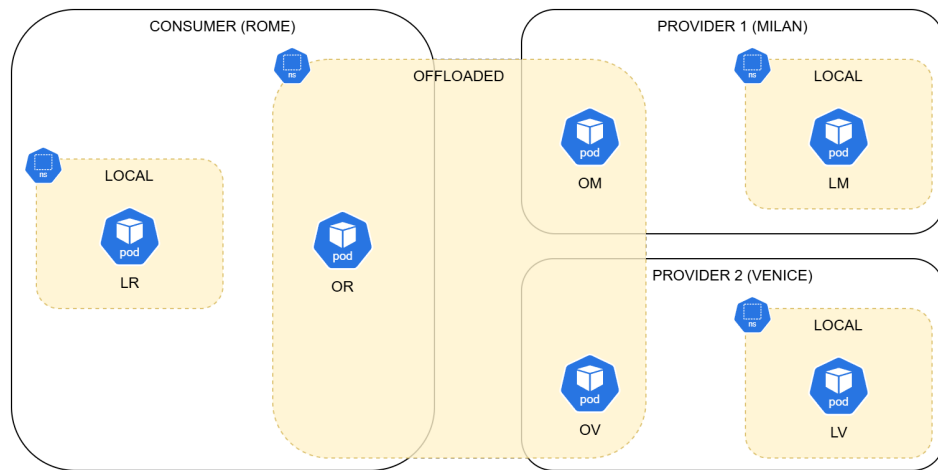 CONSUMER (ROME)
PROVIDER 1 (MILAN)
ns
OFFLOADED
ns
LOCAL
pod
OM
pod
LM
ns
LOCAL
pod
LR
pod
OR
PROVIDER 2 (VENICE)
ns
LOCAL
pod
OV
pod
LV